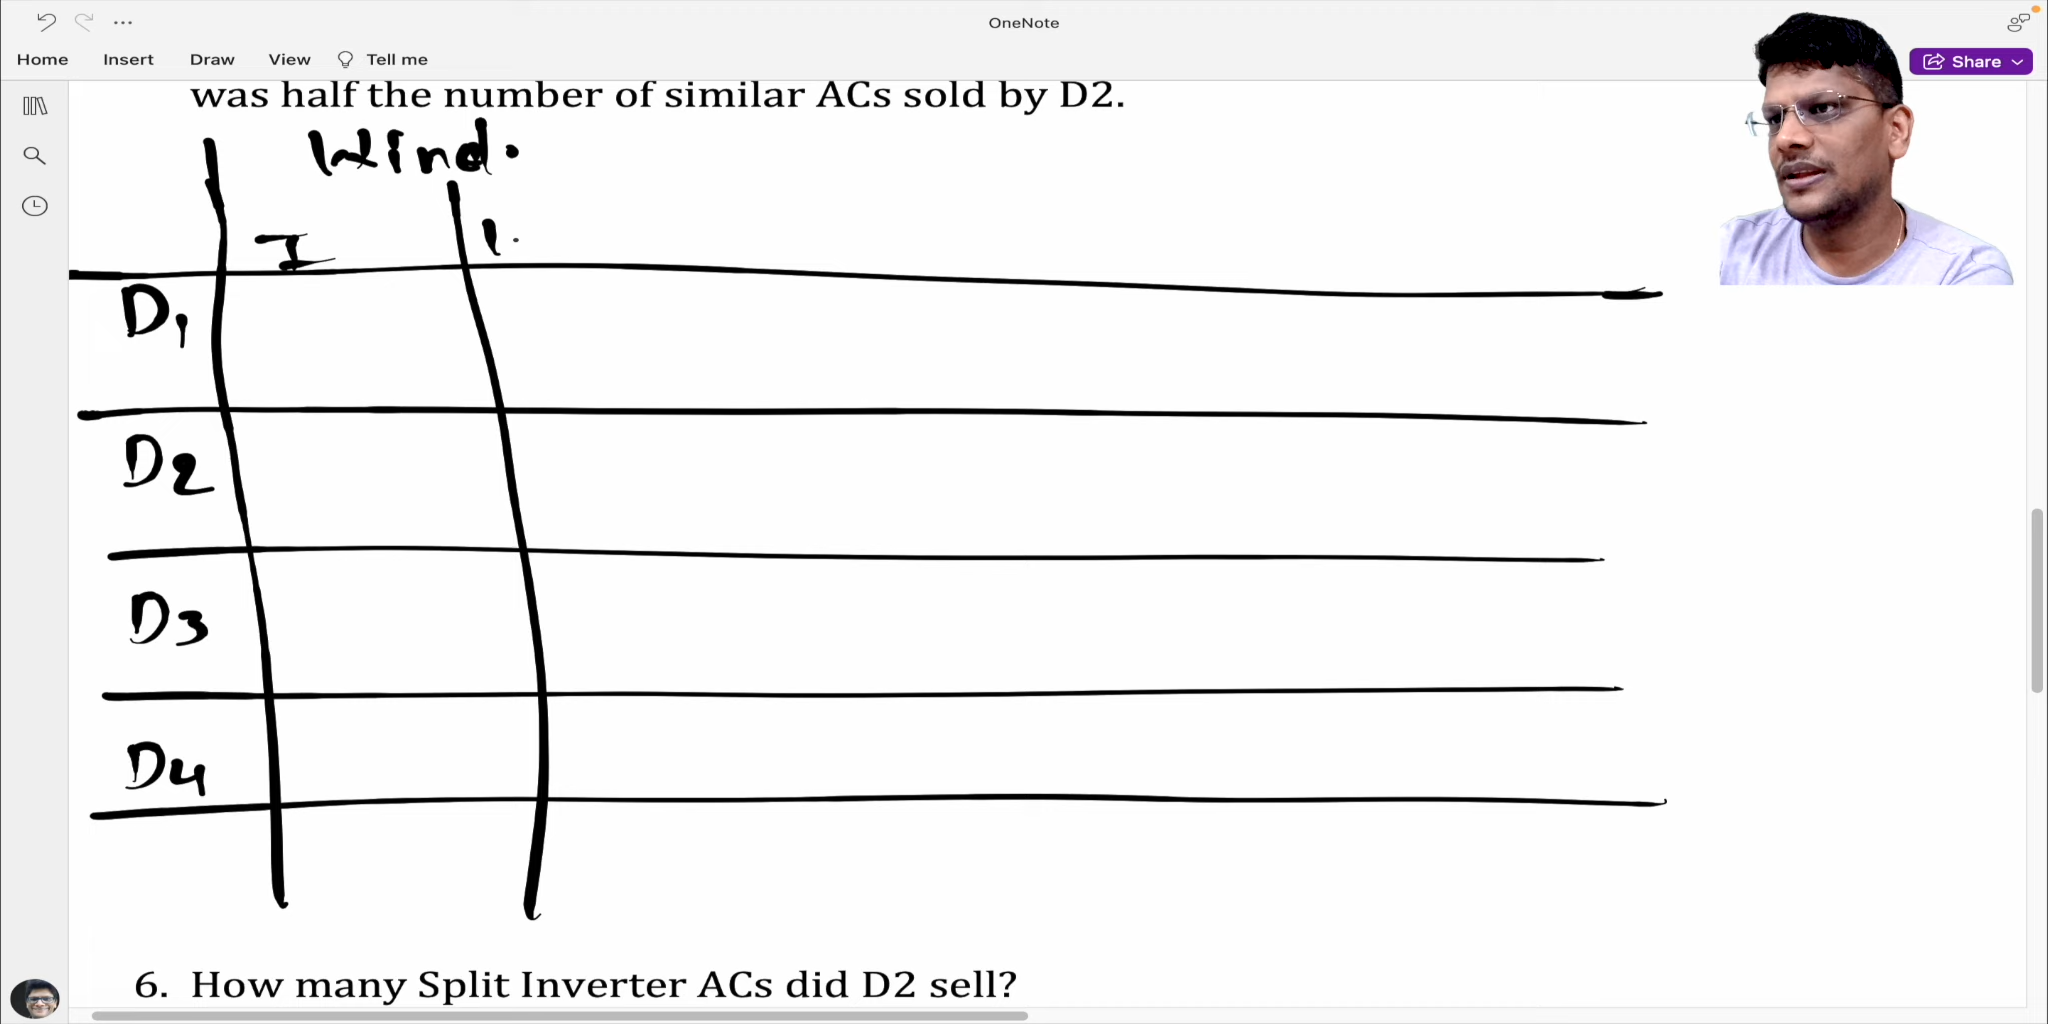 OneNote
Home Insert Draw View Tell me Share
was half the number of similar ACs sold by D2.
Wind.
I
D1
D2
D3
D4
6. How many Split Inverter ACs did D2 sell?